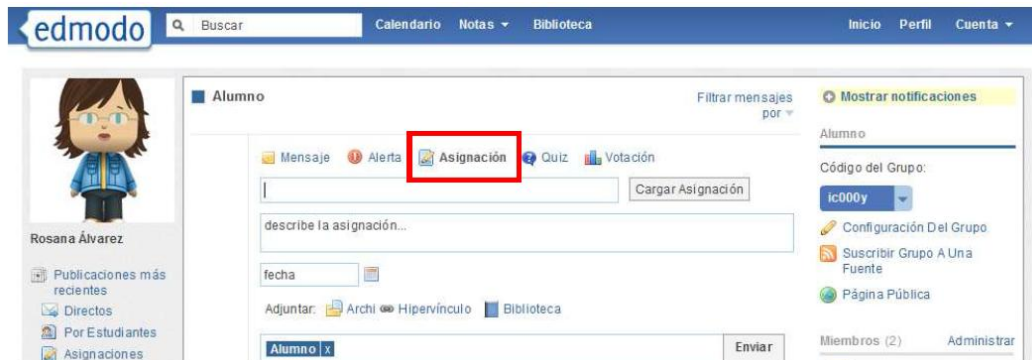 edmodo Buscar Calendario Notas Biblioteca Inicio Perfil Cuenta
Alumno
Filtrar mensajes
por
Mensaje Alerta Asignación Quiz Votación
Cargar Asignación
describe la asignación...
fecha
Adjuntar: Archi Hipervínculo Biblioteca
Alumno x Enviar
Rosana Álvarez
Publicaciones más
recientes
Directos
Por Estudiantes
Asignaciones
Mostrar notificaciones
Alumno
Código del Grupo:
ic000y
Configuración Del Grupo
Suscribir Grupo A Una
Fuente
Página Pública
Miembros (2) Administrar